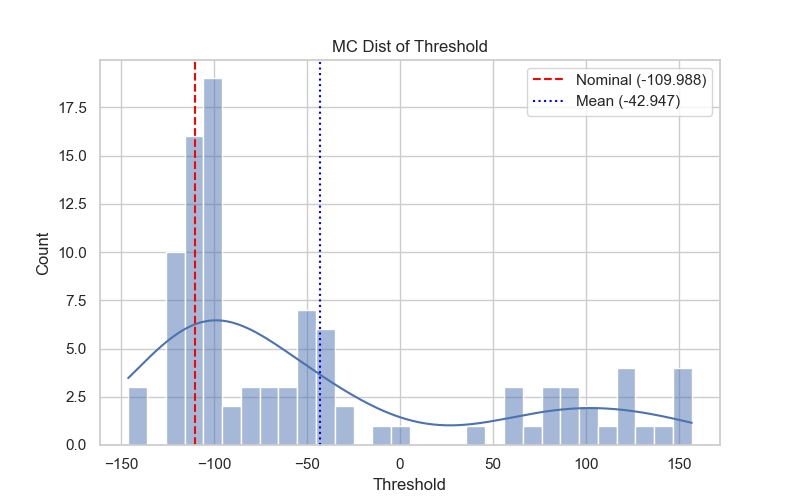 MC Dist of Threshold
Nominal (-109.988)
Mean (-42.947)
Count
17.5
15.0
12.5
10.0
7.5
5.0
2.5
0.0
−150 −100 −50 0 50 100 150
Threshold